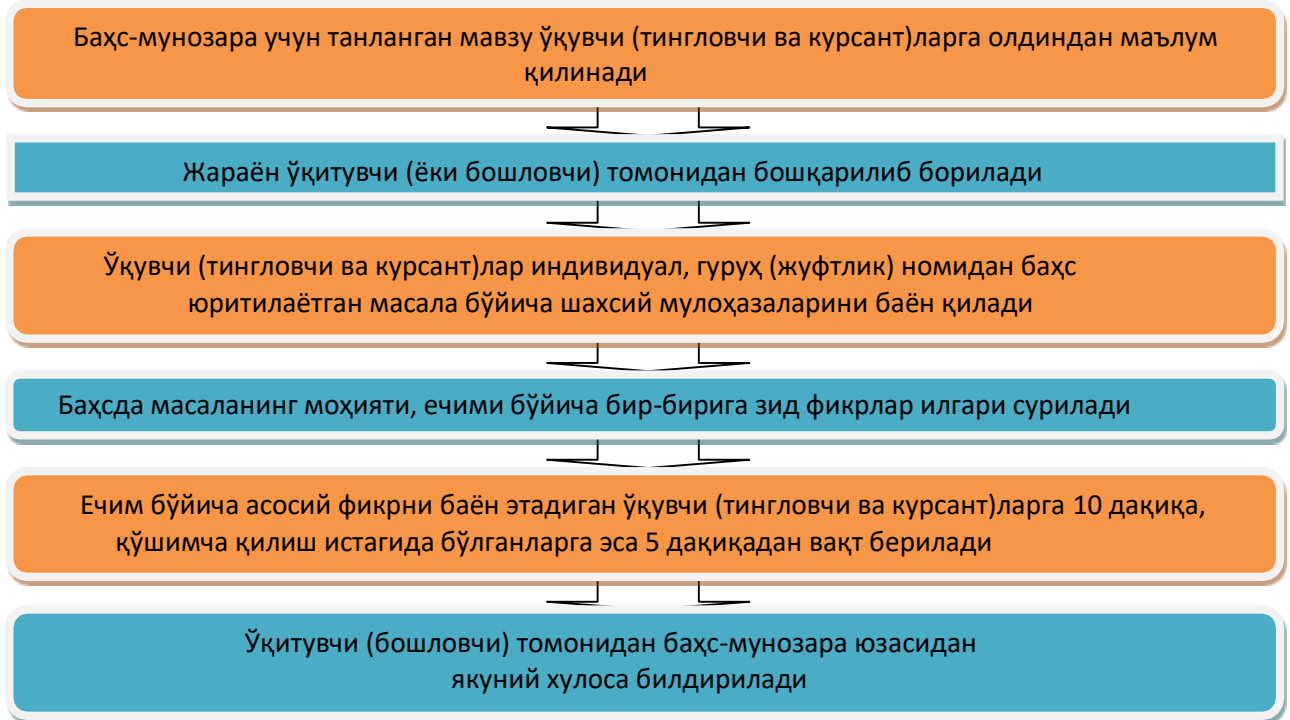 Баҳс-мунозара учун танланган мавзу ўқувчи (тингловчи ва курсант)ларга олдиндан маълум
қилинади
Жараён ўқитувчи (ёки бошловчи) томонидан бошқарилиб борилади
Ўқувчи (тингловчи ва курсант)лар индивидуал, гуруҳ (жуфтлик) номидан баҳс
юритилаётган масала бўйича шахсий мулоҳазаларини баён қилади
Баҳсда масаланинг моҳияти, ечими бўйича бир-бирига зид фикрлар илгари сурилади
Ечим бўйича асосий фикрни баён этадиган ўқувчи (тингловчи ва курсант)ларга 10 дақиқа,
қўшимча қилиш истагида бўлганларга эса 5 дақиқадан вақт берилади
Ўқитувчи (бошловчи) томонидан баҳс-мунозара юзасидан
якуний хулоса билдирилади